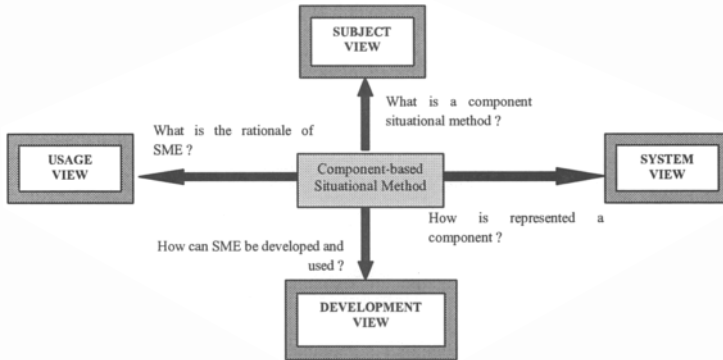 SUBJECT
VIEW
What is a component
situational method ?
What is the rationale of
SME ?
USAGE
VIEW
Component-based
Situational Method
SYSTEM
VIEW
How is represented a
component ?
How can SME be developed and
used ?
DEVELOPMENT
VIEW